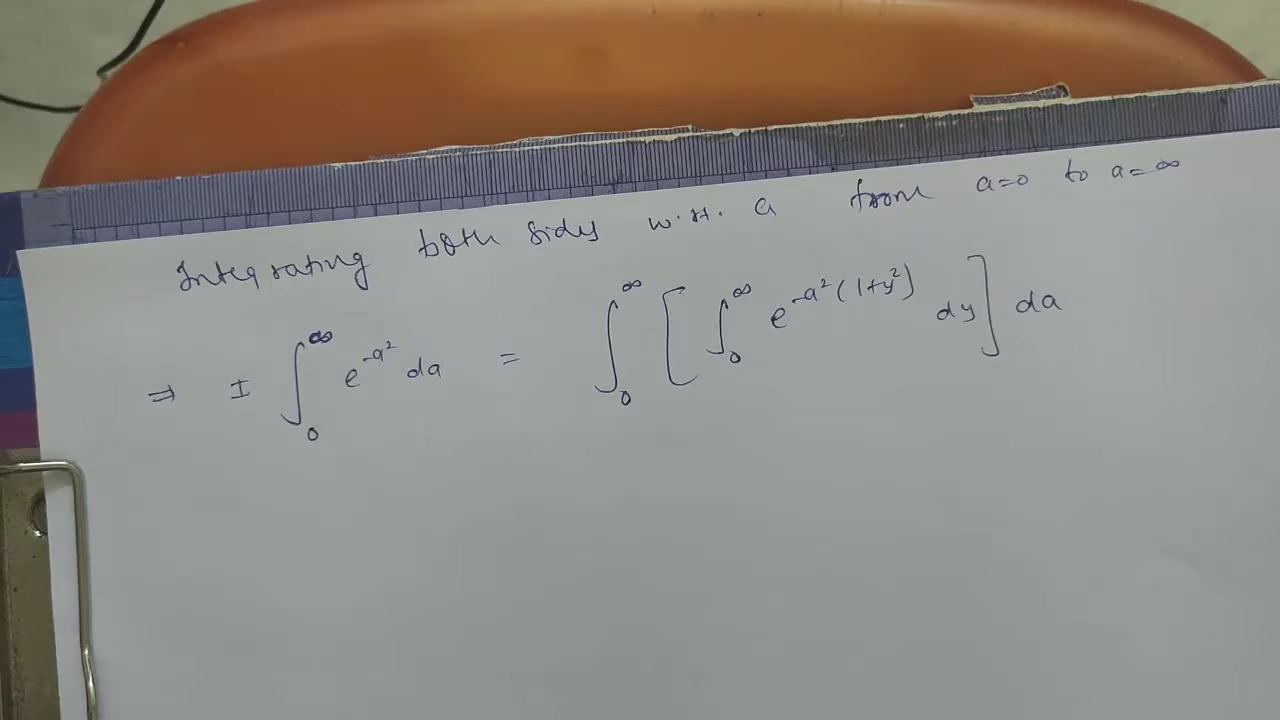 Integrating both sides w.r.t. a from a=0 to a=∞
⇒ I ∫₀^∞ e^{-a²} da = ∫₀^∞ [ ∫₀^∞ e^{-a²(1+y²)} dy ] da